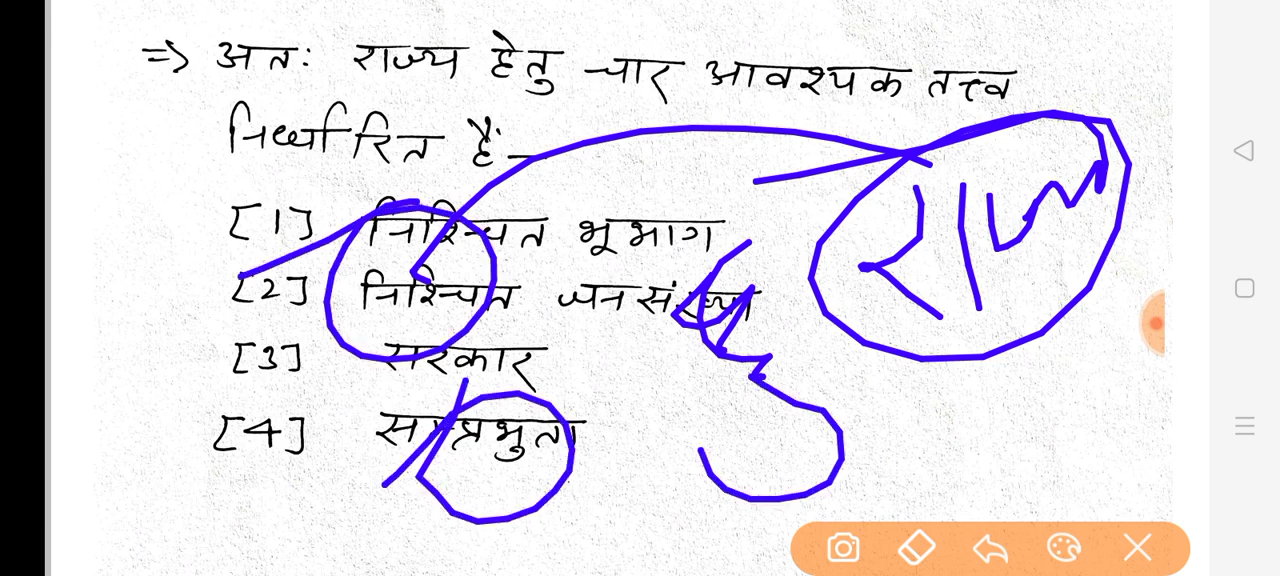 => अतः राज्य हेतु चार आवश्यक तत्त्व
निर्धारित हैं –
[1] निश्चित भूभाग
[2] निश्चित जनसंख्या
[3] सरकार
[4] सम्प्रभुता